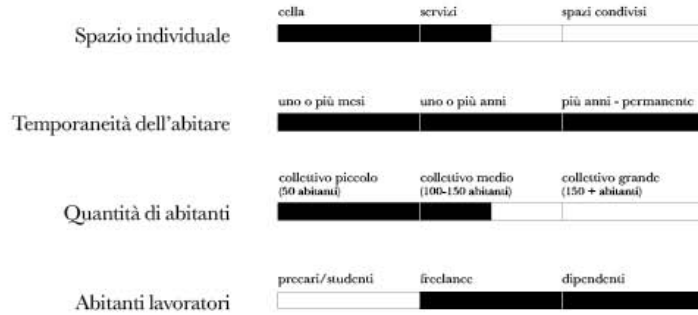 cella servizi spazi condivisi
Spazio individuale
uno o più mesi uno o più anni più anni - permanente
Temporaneità dell'abitare
collettivo piccolo collettivo medio collettivo grande
(50 abitanti) (100-150 abitanti) (150 + abitanti)
Quantità di abitanti
precari/studenti freelance dipendenti
Abitanti lavoratori